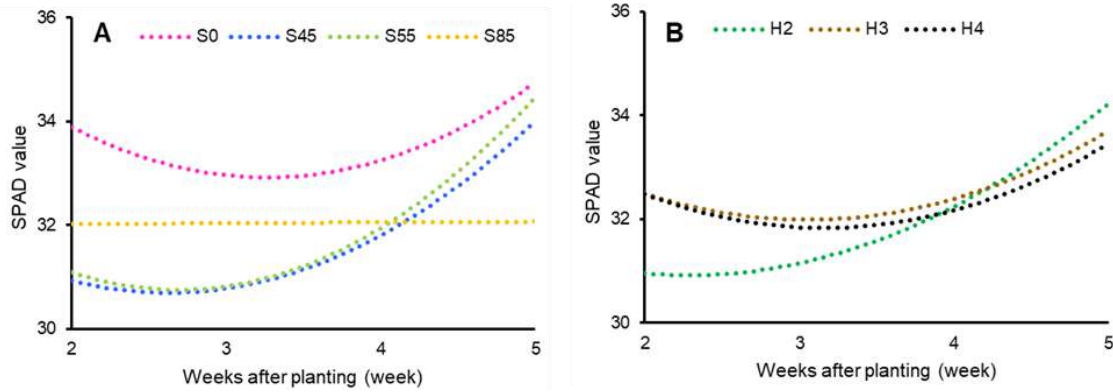 A
S0 S45 S55 S85
36
34
32
30
SPAD value
2 3 4 5
Weeks after planting (week)
B
H2 H3 H4
36
34
32
30
SPAD value
2 3 4 5
Weeks after planting (week)